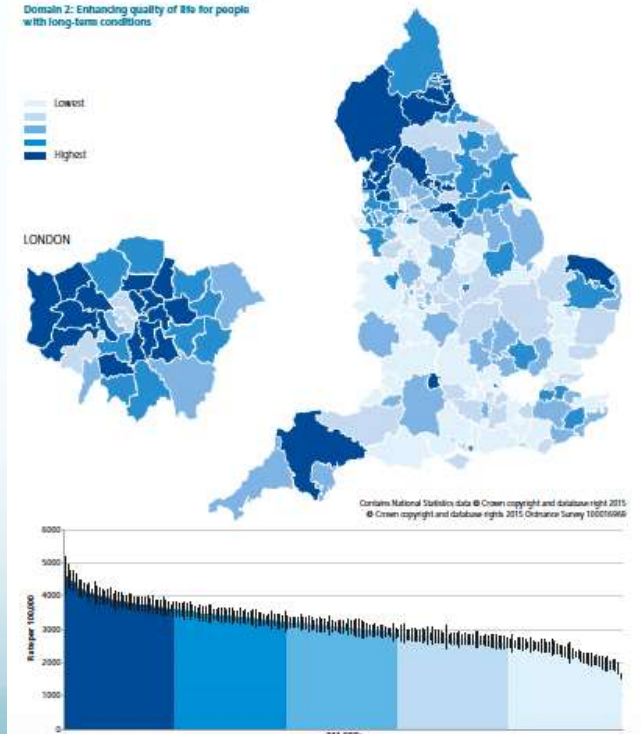 Domain 2: Enhancing quality of life for people
with long-term conditions
Lowest
Highest
LONDON
Contains National Statistics data © Crown copyright and database right 2015
© Crown copyright and database rights 2015 Ordnance Survey 100016969
6000
5000
4000
3000
2000
1000
0
Rate per 100,000